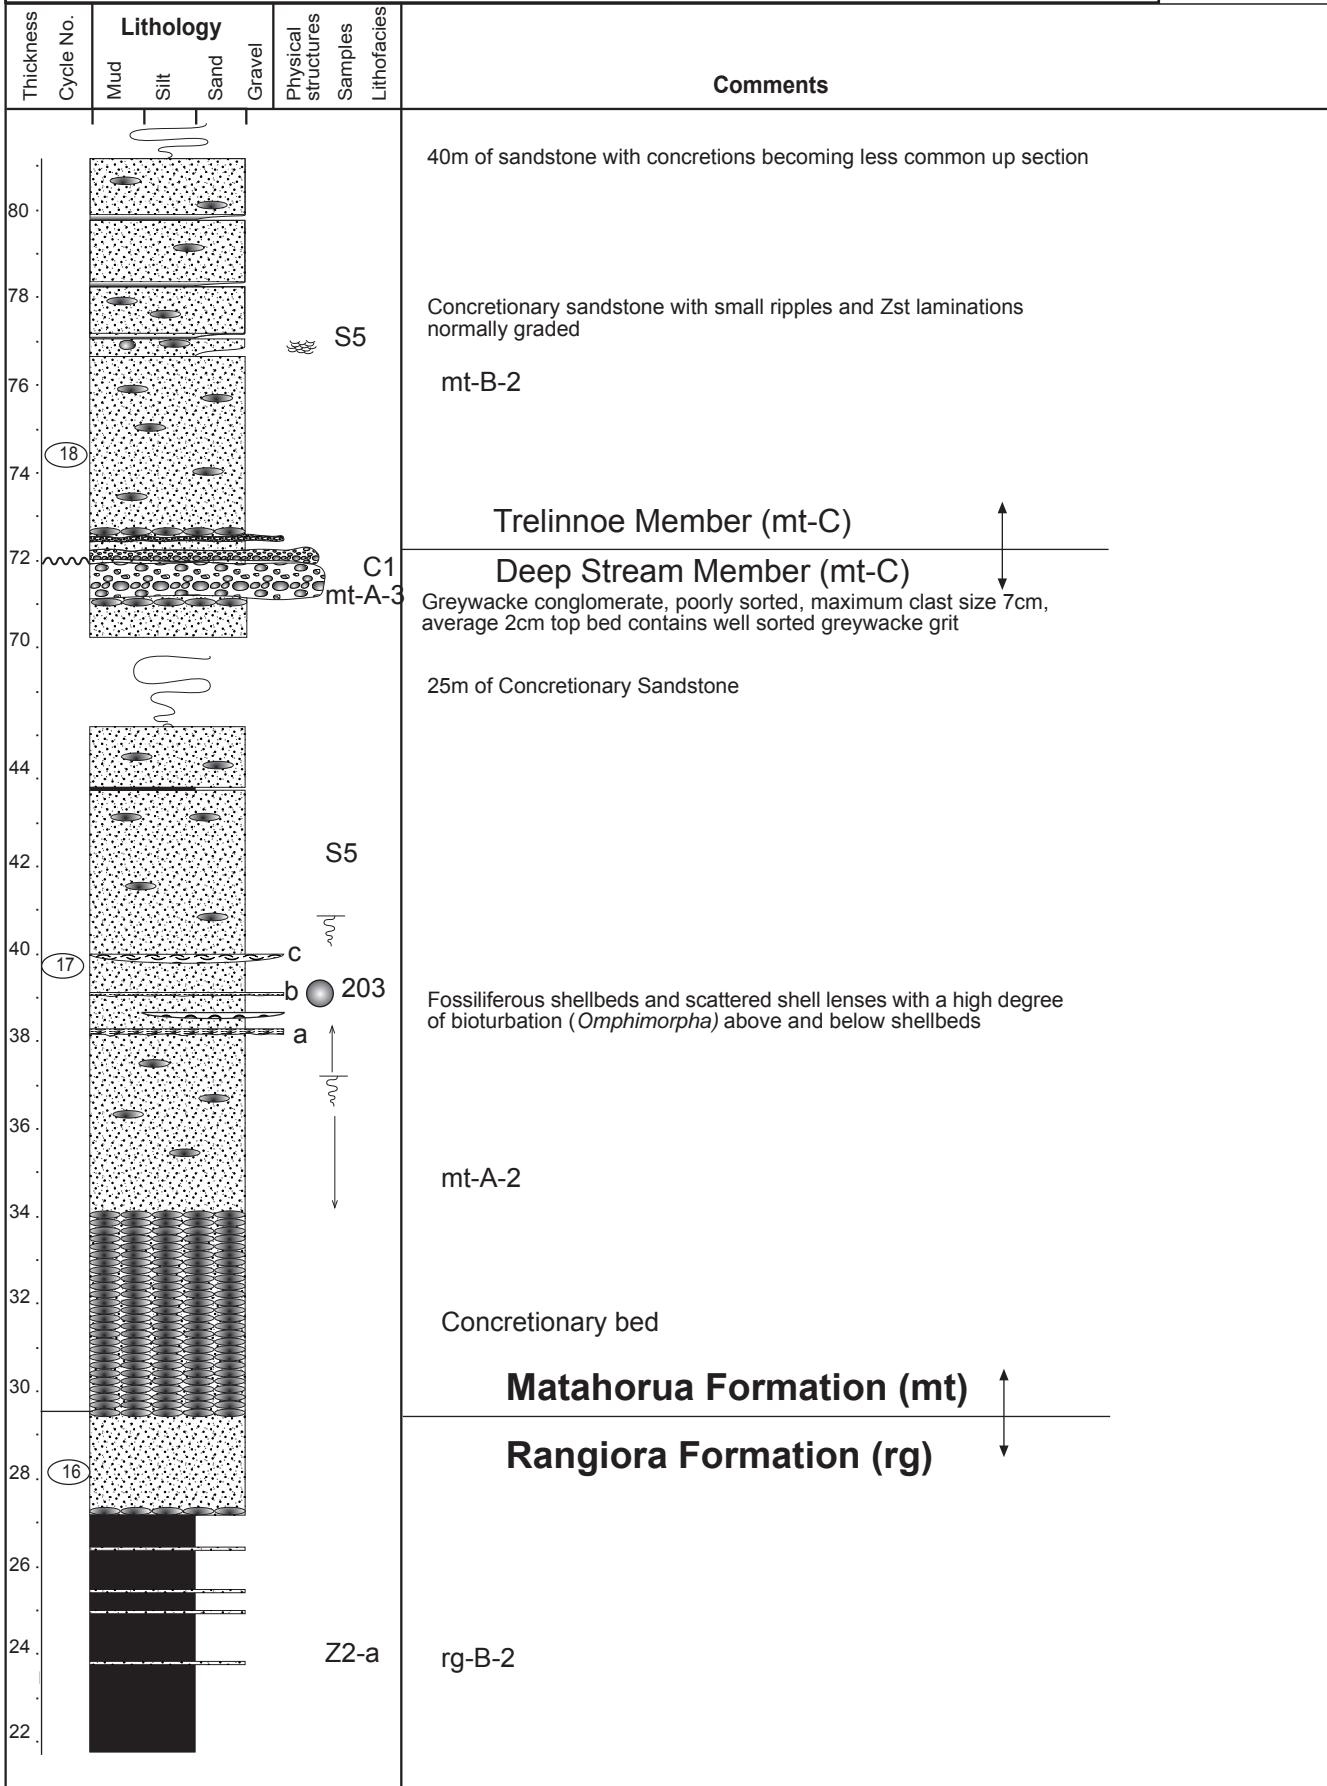 Thickness
Cycle No.
Lithology
Mud
Silt
Sand
Gravel
Physical
structures
Samples
Lithofacies
Comments
40m of sandstone with concretions becoming less common up section
80
78
Concretionary sandstone with small ripples and Zst laminations
normally graded
S5
76
mt-B-2
18
74
Trelinnoe Member (mt-C)
72
C1
Deep Stream Member (mt-C)
mt-A-3
Greywacke conglomerate, poorly sorted, maximum clast size 7cm,
average 2cm top bed contains well sorted greywacke grit
70
25m of Concretionary Sandstone
44
42
S5
40
c
17
b
203
Fossiliferous shellbeds and scattered shell lenses with a high degree
of bioturbation (Omphimorpha) above and below shellbeds
38
a
36
mt-A-2
34
32
Concretionary bed
30
Matahorua Formation (mt)
Rangiora Formation (rg)
28
16
26
24
Z2-a
rg-B-2
22